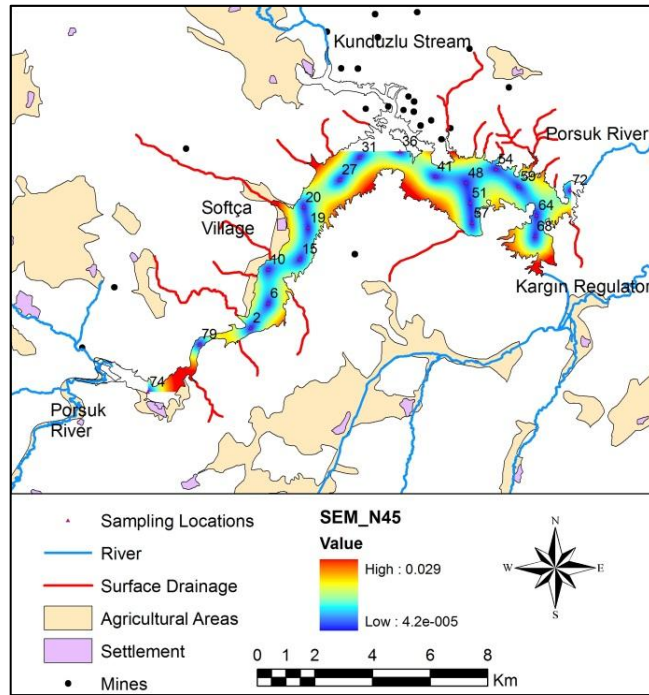 Kunduzlu Stream
Porsuk River
31
36
54
27
41
48
59
72
51
20
64
Softça
Village
19
57
68
15
10
Kargın Regulator
6
2
79
74
Porsuk
River
Sampling Locations
River
Surface Drainage
Agricultural Areas
Settlement
Mines
SEM_N45
Value
High : 0.029
Low : 4.2e-005
N
W
E
S
0 1 2 4 6 8
Km